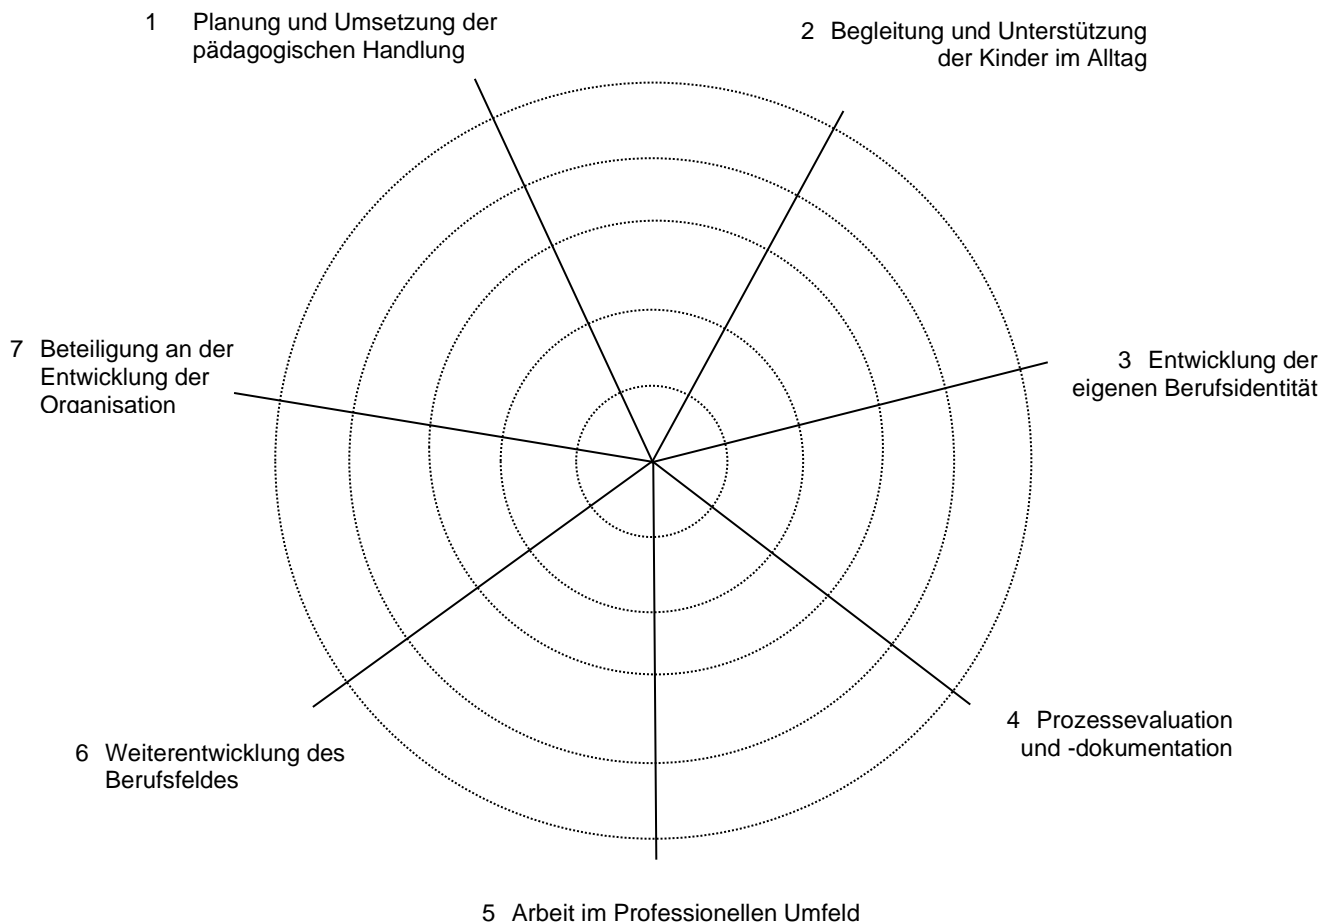 1 Planung und Umsetzung der
pädagogischen Handlung
2 Begleitung und Unterstützung
der Kinder im Alltag
3 Entwicklung der
eigenen Berufsidentität
4 Prozessevaluation
und -dokumentation
5 Arbeit im Professionellen Umfeld
6 Weiterentwicklung des
Berufsfeldes
7 Beteiligung an der
Entwicklung der
Organisation